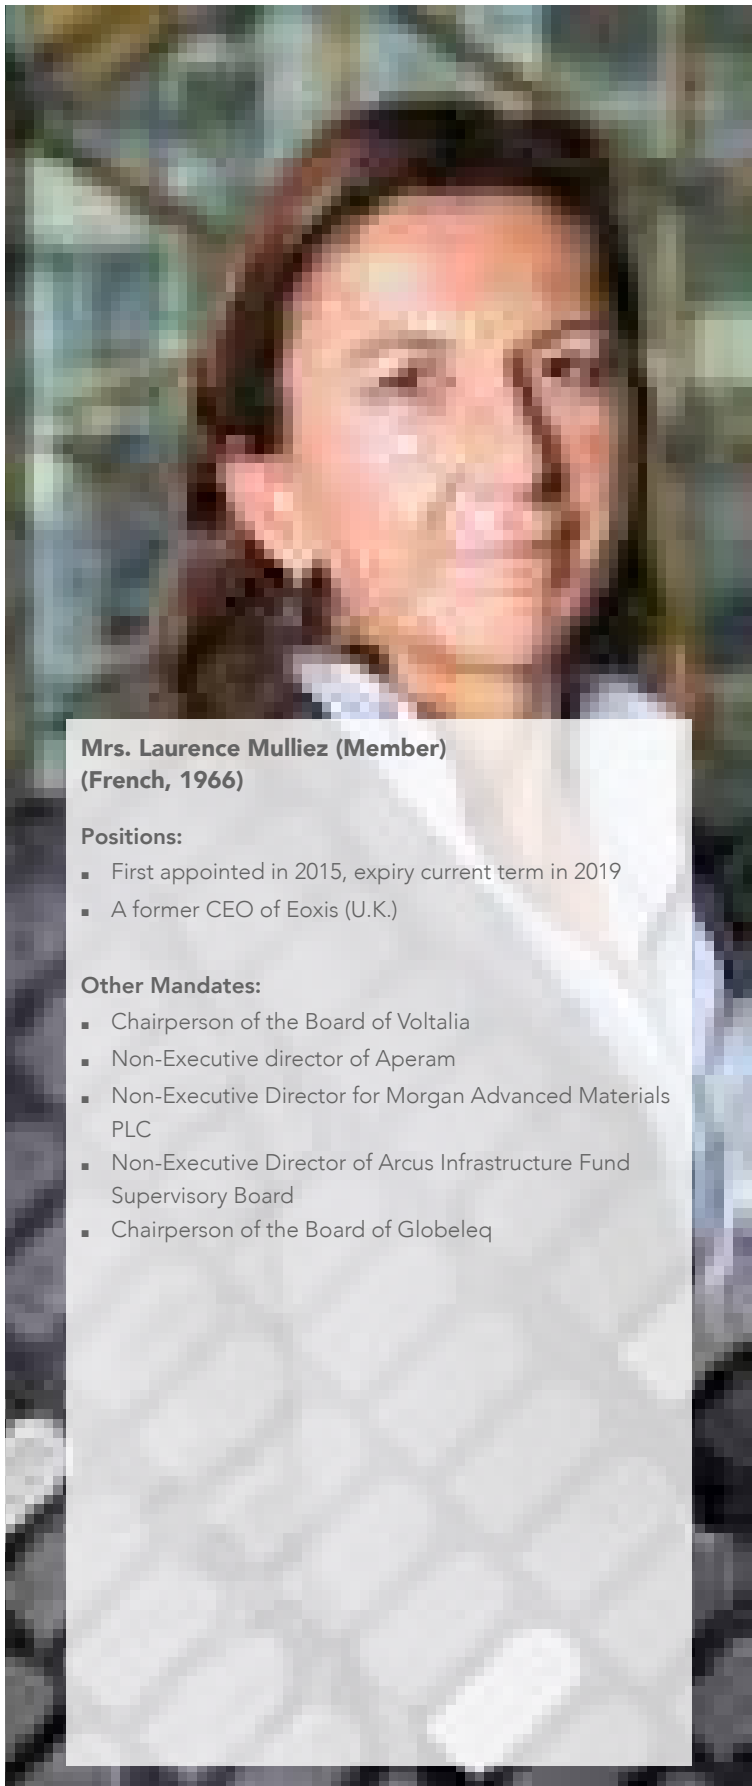 Mrs. Laurence Mulliez (Member)
(French, 1966)
Positions:
▪ First appointed in 2015, expiry current term in 2019
▪ A former CEO of Eoxis (U.K.)
Other Mandates:
▪ Chairperson of the Board of Voltalia
▪ Non-Executive director of Aperam
▪ Non-Executive Director for Morgan Advanced Materials
PLC
▪ Non-Executive Director of Arcus Infrastructure Fund
Supervisory Board
▪ Chairperson of the Board of Globeleq